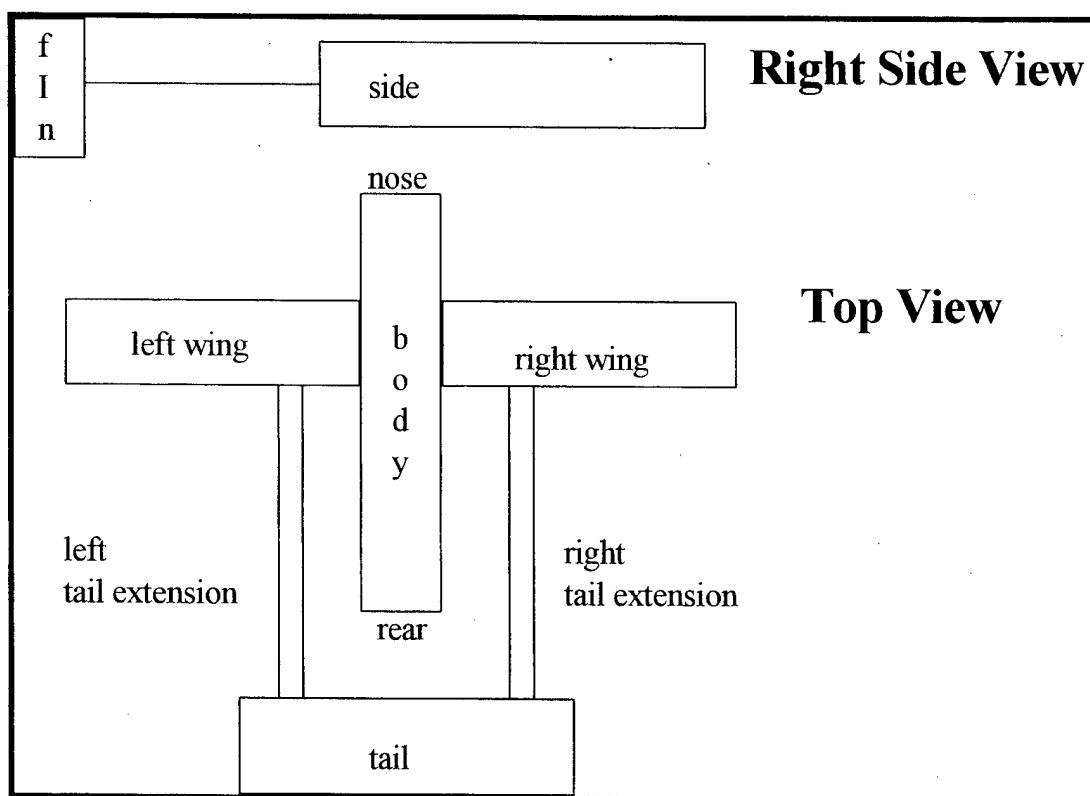 f
I
n
side
Right Side View
nose
Top View
left wing
b
o
d
y
right wing
left
tail extension
right
tail extension
rear
tail